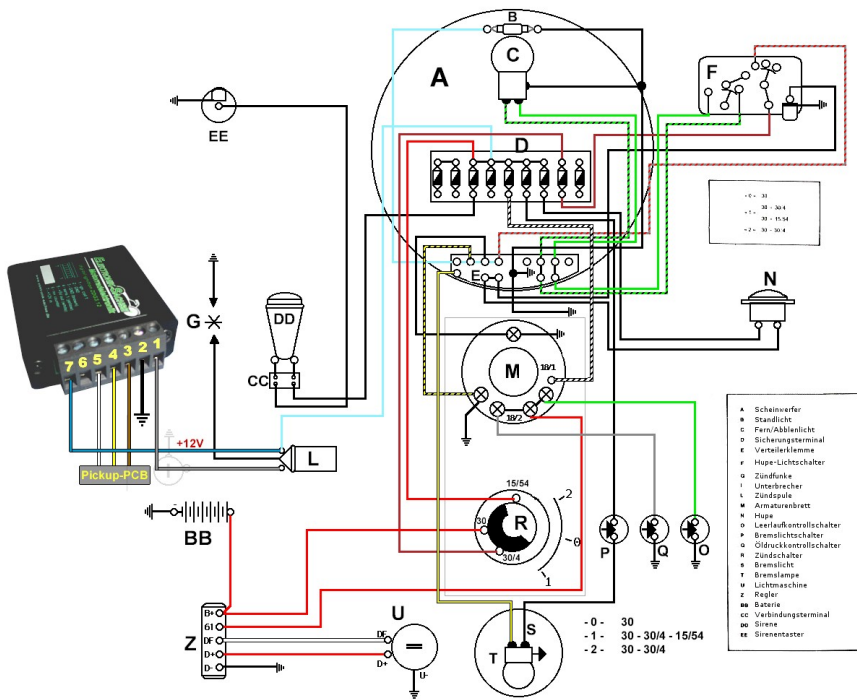 B
A
C
F
EE
D
- 0 - 30
30 - 30/4
- 1 -
30 - 15/54
- 2 - 30 - 30/4
E
N
G
DD
CC
M
18/1
18/2
7 6 5 4 3 2 1
+12V
Pickup-PCB
L
15/54
30
R
30/4
2
0
1
BB
P
Q
O
Z
B+
61
DF
D+
D-
U
DF
D+
U-
S
T
- 0 - 30
- 1 - 30 - 30/4 - 15/54
- 2 - 30 - 30/4
A Scheinwerfer
B Standlicht
C Fern/Abblenlicht
D Sicherungsterminal
E Verteilerklemme
F Hupe-Lichtschalter
G Zündfunke
I Unterbrecher
L Zündspule
M Armaturenbrett
N Hupe
O Leerlaufkontrollschalter
P Bremslichtschalter
Q Öldruckkontrollschalter
R Zündschalter
S Bremslicht
T Bremslampe
U Lichtmaschine
Z Regler
BB Baterie
CC Verbindungsterminal
DD Sirene
EE Sirenentaster